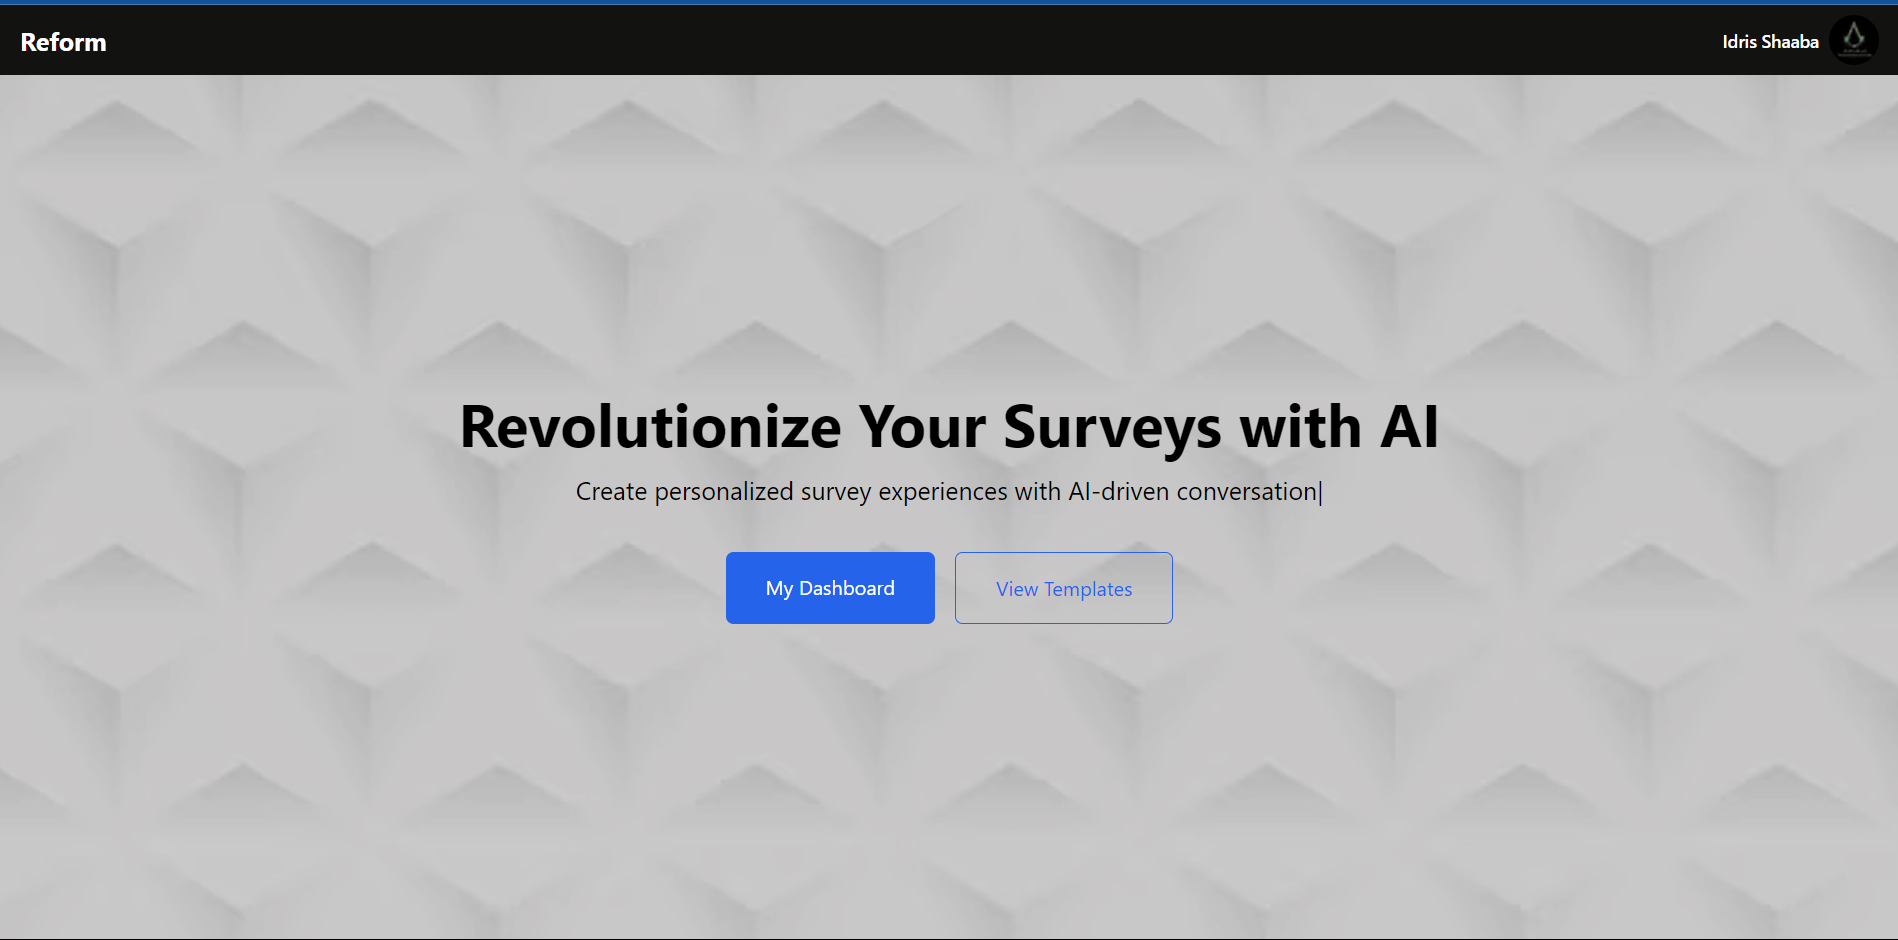 Reform
Idris Shaaba
Revolutionize Your Surveys with AI
Create personalized survey experiences with AI-driven conversation|
My Dashboard
View Templates